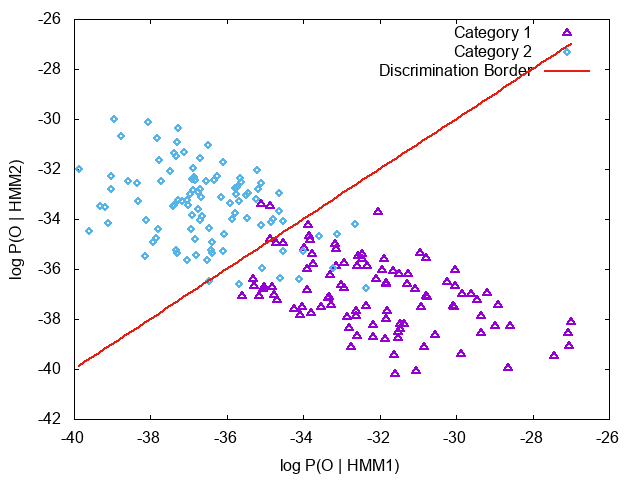 Category 1
Category 2
Discrimination Border
-26
-28
-30
-32
-34
-36
-38
-40
-42
log P(O | HMM2)
-40 -38 -36 -34 -32 -30 -28 -26
log P(O | HMM1)